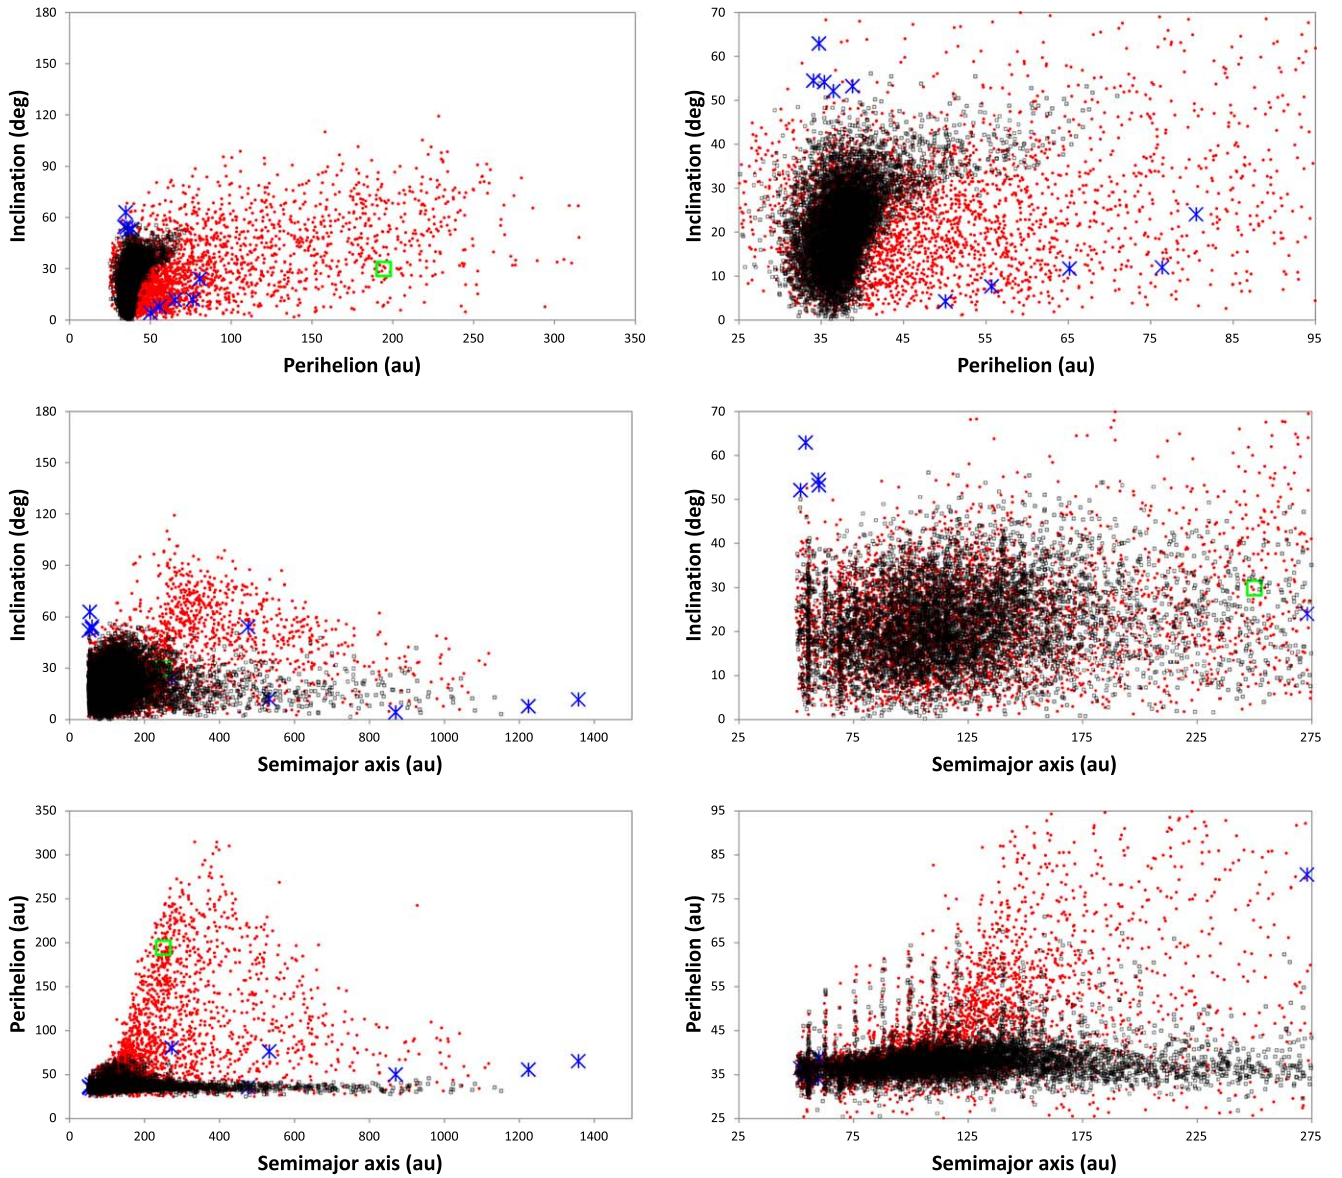 180
150
120
90
60
30
0
Inclination (deg)
0 50 100 150 200 250 300 350
Perihelion (au)
70
60
50
40
30
20
10
0
Inclination (deg)
25 35 45 55 65 75 85 95
Perihelion (au)
180
150
120
90
60
30
0
Inclination (deg)
0 200 400 600 800 1000 1200 1400
Semimajor axis (au)
70
60
50
40
30
20
10
0
Inclination (deg)
25 75 125 175 225 275
Semimajor axis (au)
350
300
250
200
150
100
50
0
Perihelion (au)
0 200 400 600 800 1000 1200 1400
Semimajor axis (au)
95
85
75
65
55
45
35
25
Perihelion (au)
25 75 125 175 225 275
Semimajor axis (au)